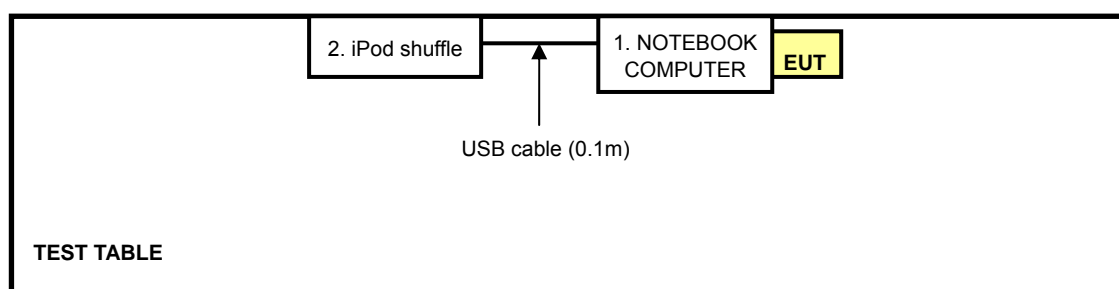 2. iPod shuffle
1. NOTEBOOK
COMPUTER
EUT
USB cable (0.1m)
TEST TABLE